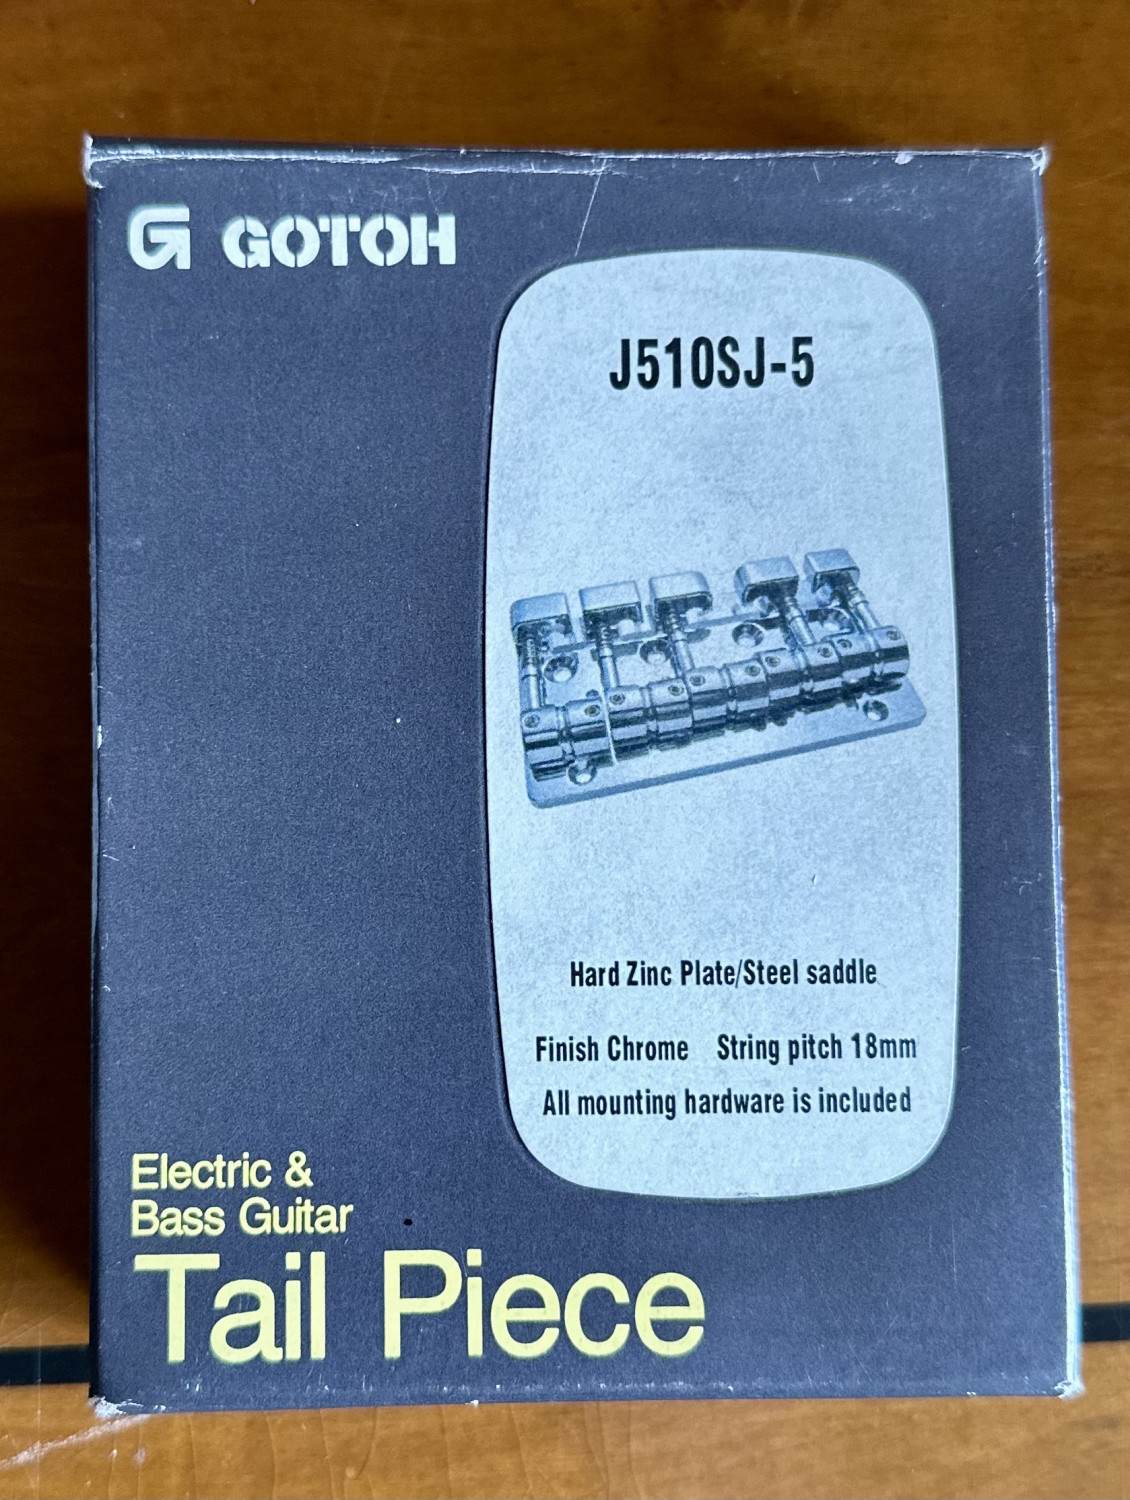 G GOTOH
J510SJ-5
Hard Zinc Plate/Steel saddle
Finish Chrome String pitch 18mm
All mounting hardware is included
Electric &
Bass Guitar
Tail Piece